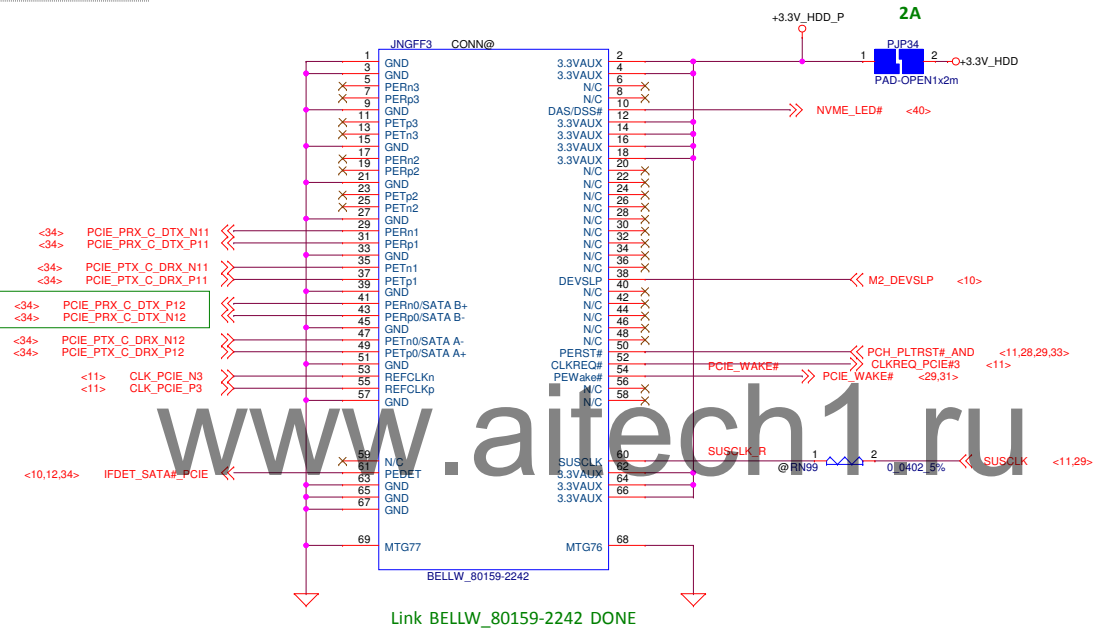 2A
+3.3V_HDD_P
JNGFF3 CONN@
PJP34
1 2
+3.3V_HDD
PAD-OPEN1x2m
1 GND 3.3VAUX 2
3 GND 3.3VAUX 4
5 PERn3 N/C 6
7 PERp3 N/C 8
9 GND DAS/DSS# 10 NVME_LED# <40>
11 PETp3 3.3VAUX 12
13 PETn3 3.3VAUX 14
15 GND 3.3VAUX 16
17 PERn2 3.3VAUX 18
19 PERp2 N/C 20
21 GND N/C 22
23 PETp2 N/C 24
25 PETn2 N/C 26
27 GND N/C 28
<34> PCIE_PRX_C_DTX_N11 29 PERn1 N/C 30
<34> PCIE_PRX_C_DTX_P11 31 PERp1 N/C 32
33 GND N/C 34
<34> PCIE_PTX_C_DRX_N11 35 PETn1 N/C 36
<34> PCIE_PTX_C_DRX_P11 37 PETp1 DEVSLP 38 M2_DEVSLP <10>
39 GND N/C 40
<34> PCIE_PRX_C_DTX_P12 41 PERn0/SATA B+ N/C 42
<34> PCIE_PRX_C_DTX_N12 43 PERp0/SATA B- N/C 44
45 GND N/C 46
<34> PCIE_PTX_C_DRX_N12 47 PETn0/SATA A- N/C 48
<34> PCIE_PTX_C_DRX_P12 49 PETp0/SATA A+ PERST# 50 PCH_PLTRST#_AND <11,28,29,33>
51 GND CLKREQ# 52 CLKREQ_PCIE#3 <11>
<11> CLK_PCIE_N3 53 REFCLKn PEWake# 54 PCIE_WAKE# PCIE_WAKE# <29,31>
<11> CLK_PCIE_P3 55 REFCLKp N/C 56
57 GND N/C 58
www.aitech1.ru
59 N/C SUSCLK 60 SUSCLK_R @RN99 1 2 0_0402_5% SUSCLK <11,29>
<10,12,34> IFDET_SATA#_PCIE 61 PEDET 3.3VAUX 62
63 GND 3.3VAUX 64
65 GND 3.3VAUX 66
67 GND
69 MTG77 MTG76 68
BELLW_80159-2242
Link BELLW_80159-2242 DONE